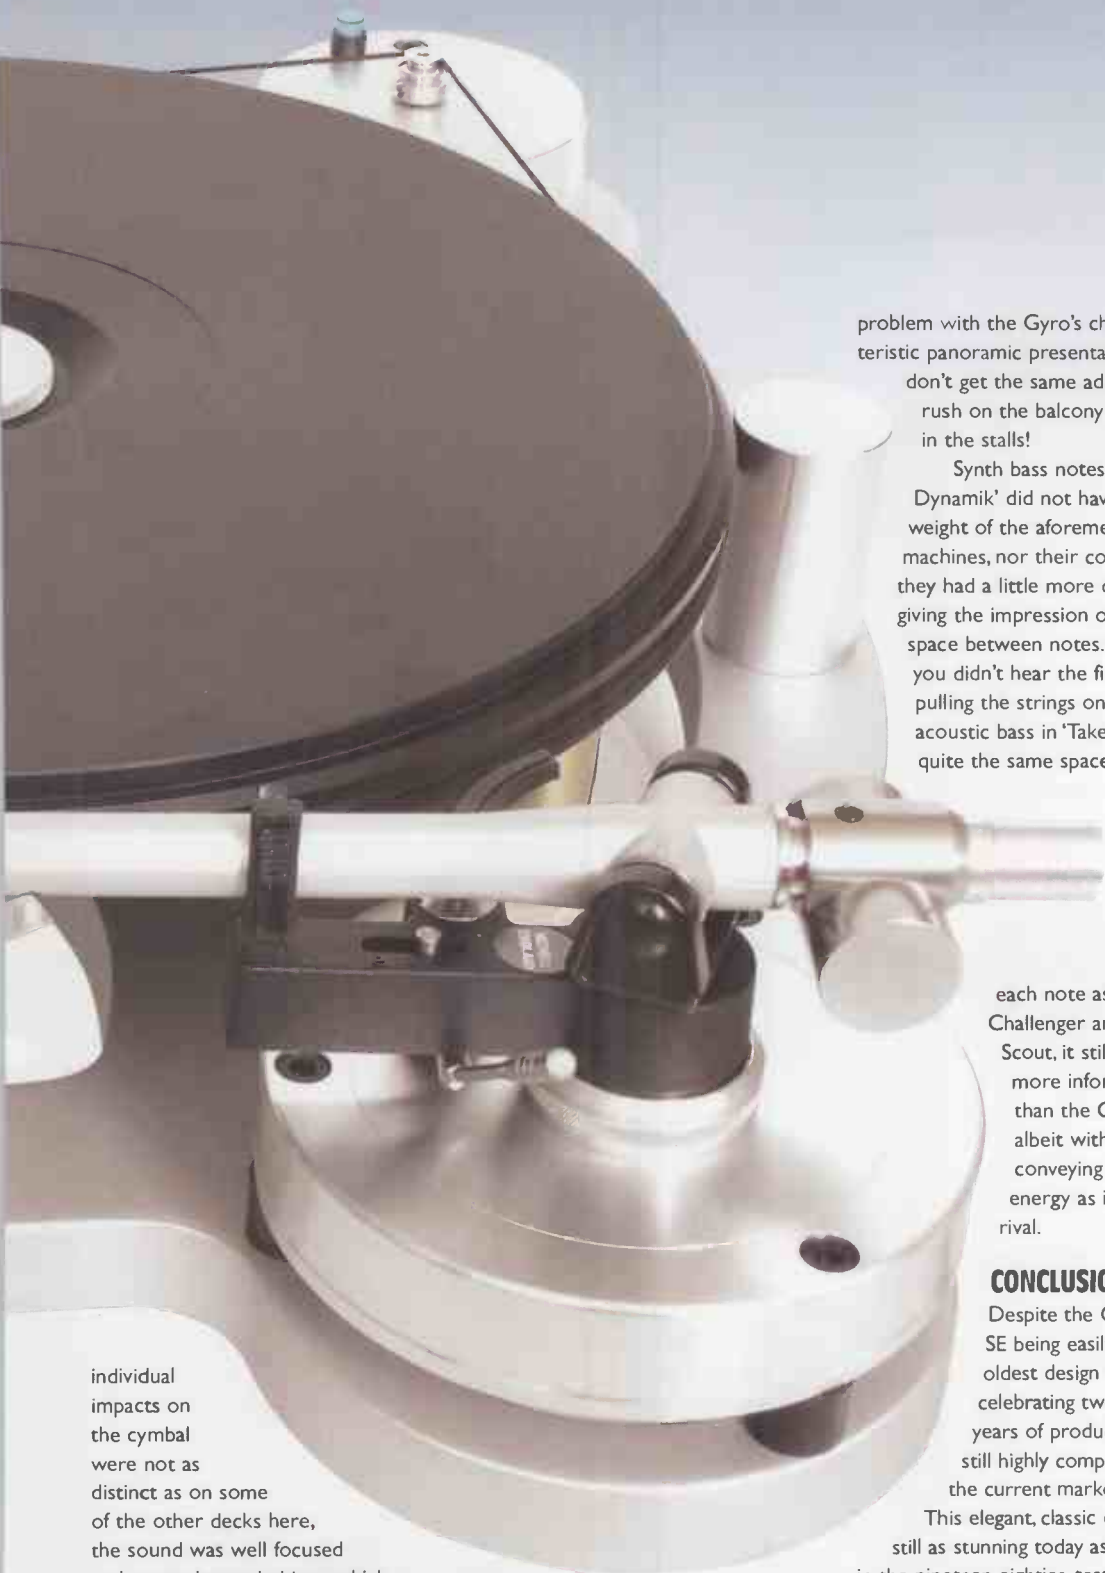 individual
impacts on
the cymbal
were not as
distinct as on some
of the other decks here,
the sound was well focused
problem with the Gyro's ch
teristic panoramic presenta
don't get the same ad
rush on the balcony
in the stalls!
Synth bass notes
Dynamik' did not hav
weight of the aforeme
machines, nor their co
they had a little more
giving the impression o
space between notes.
you didn't hear the fi
pulling the strings on
acoustic bass in 'Take
quite the same space
each note as
Challenger an
Scout, it still
more infor
than the
albeit with
conveying
energy as i
rival.
CONCLUSIO
Despite the
SE being easil
oldest design
celebrating tw
years of produ
still highly comp
the current marke
This elegant, classic
still as stunning today as